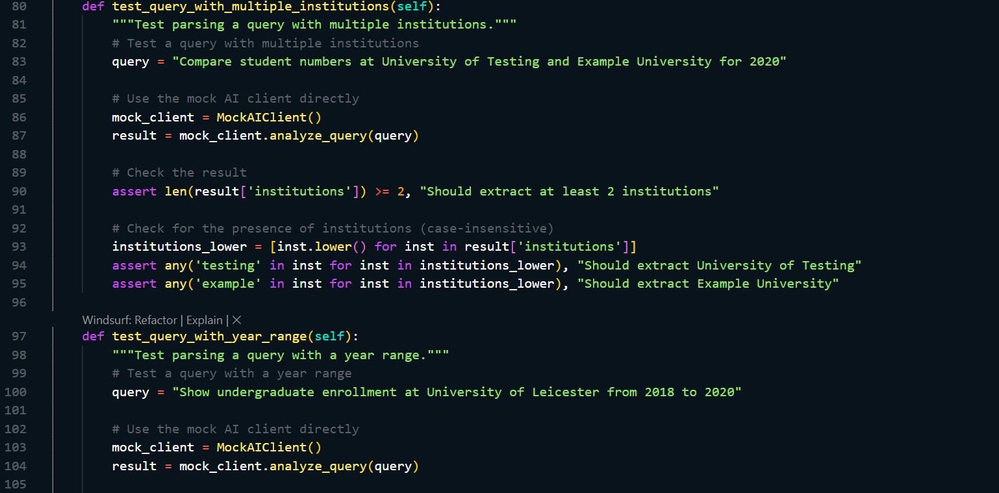 80 def test_query_with_multiple_institutions(self):
81 """Test parsing a query with multiple institutions."""
82 # Test a query with multiple institutions
83 query = "Compare student numbers at University of Testing and Example University for 2020"
84
85 # Use the mock AI client directly
86 mock_client = MockAIClient()
87 result = mock_client.analyze_query(query)
88
89 # Check the result
90 assert len(result['institutions']) >= 2, "Should extract at least 2 institutions"
91
92 # Check for the presence of institutions (case-insensitive)
93 institutions_lower = [inst.lower() for inst in result['institutions']]
94 assert any('testing' in inst for inst in institutions_lower), "Should extract University of Testing"
95 assert any('example' in inst for inst in institutions_lower), "Should extract Example University"
96
Windsurf: Refactor | Explain | ×
97 def test_query_with_year_range(self):
98 """Test parsing a query with a year range."""
99 # Test a query with a year range
100 query = "Show undergraduate enrollment at University of Leicester from 2018 to 2020"
101
102 # Use the mock AI client directly
103 mock_client = MockAIClient()
104 result = mock_client.analyze_query(query)
105